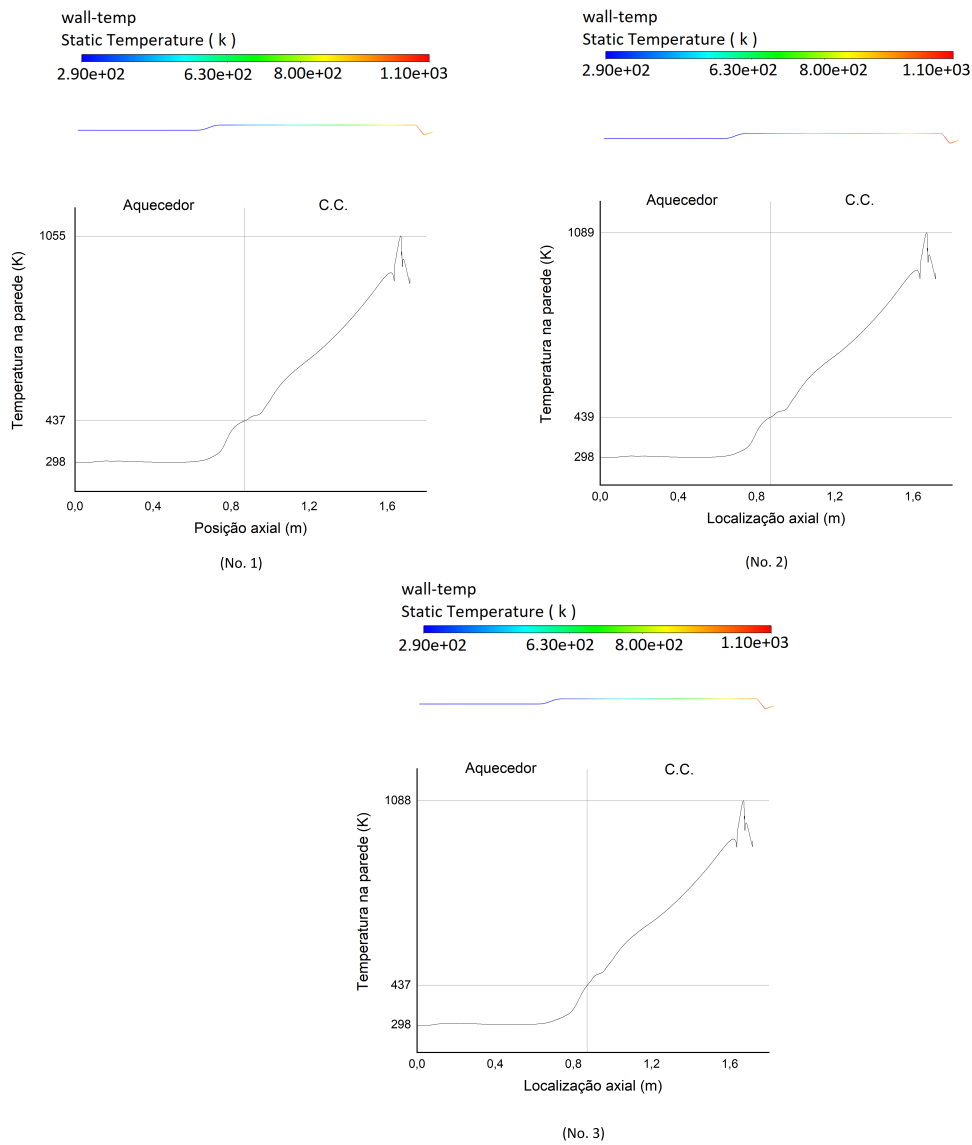 wall-temp
Static Temperature ( k )
2.90e+02 6.30e+02 8.00e+02 1.10e+03
Aquecedor C.C.
Temperatura na parede (K)
1055
437
298
0,0 0,4 0,8 1,2 1,6
Posição axial (m)
(No. 1)
wall-temp
Static Temperature ( k )
2.90e+02 6.30e+02 8.00e+02 1.10e+03
Aquecedor C.C.
Temperatura na parede (K)
1089
439
298
0,0 0,4 0,8 1,2 1,6
Localização axial (m)
(No. 2)
wall-temp
Static Temperature ( k )
2.90e+02 6.30e+02 8.00e+02 1.10e+03
Aquecedor C.C.
Temperatura na parede (K)
1088
437
298
0,0 0,4 0,8 1,2 1,6
Localização axial (m)
(No. 3)